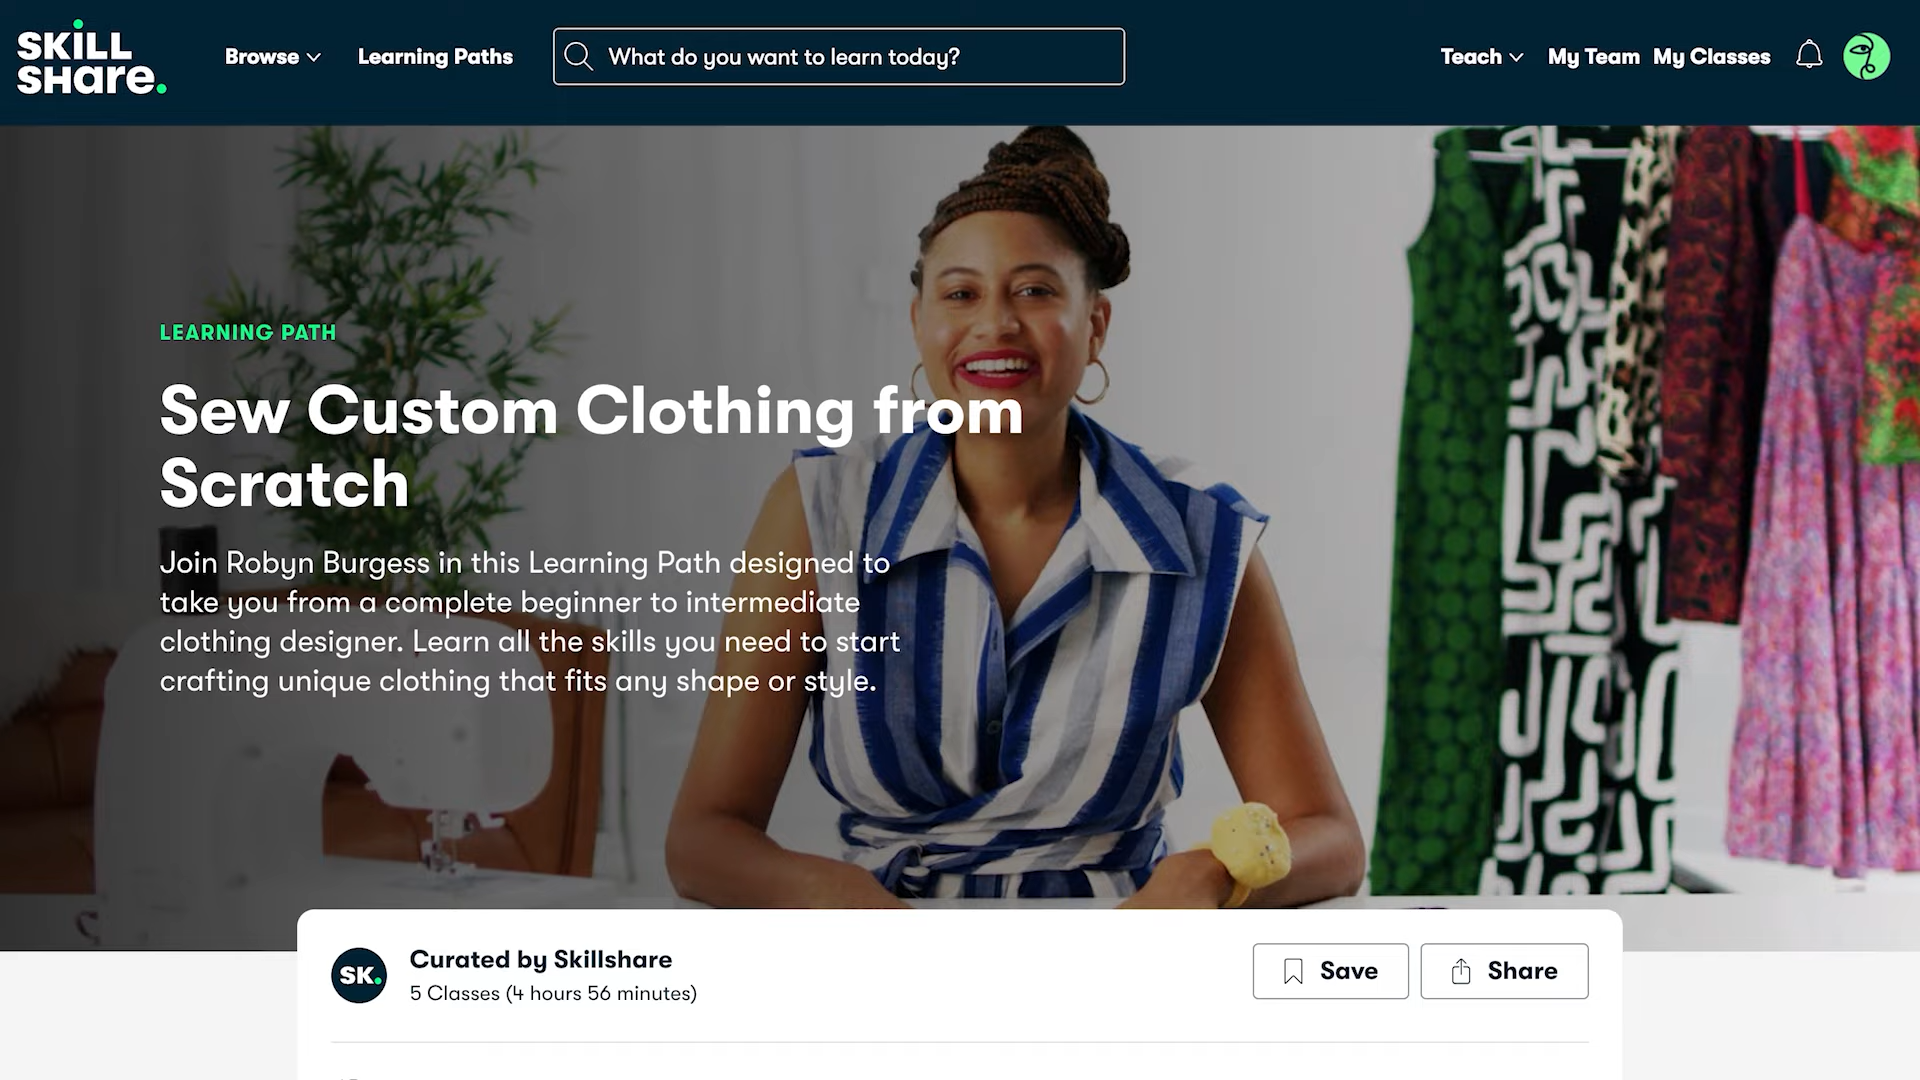 SKILL
SHare.
Browse
Learning Paths
What do you want to learn today?
Teach
My Team
My Classes
LEARNING PATH
Sew Custom Clothing from
Scratch
Join Robyn Burgess in this Learning Path designed to
take you from a complete beginner to intermediate
clothing designer. Learn all the skills you need to start
crafting unique clothing that fits any shape or style.
SK.
Curated by Skillshare
5 Classes (4 hours 56 minutes)
Save
Share